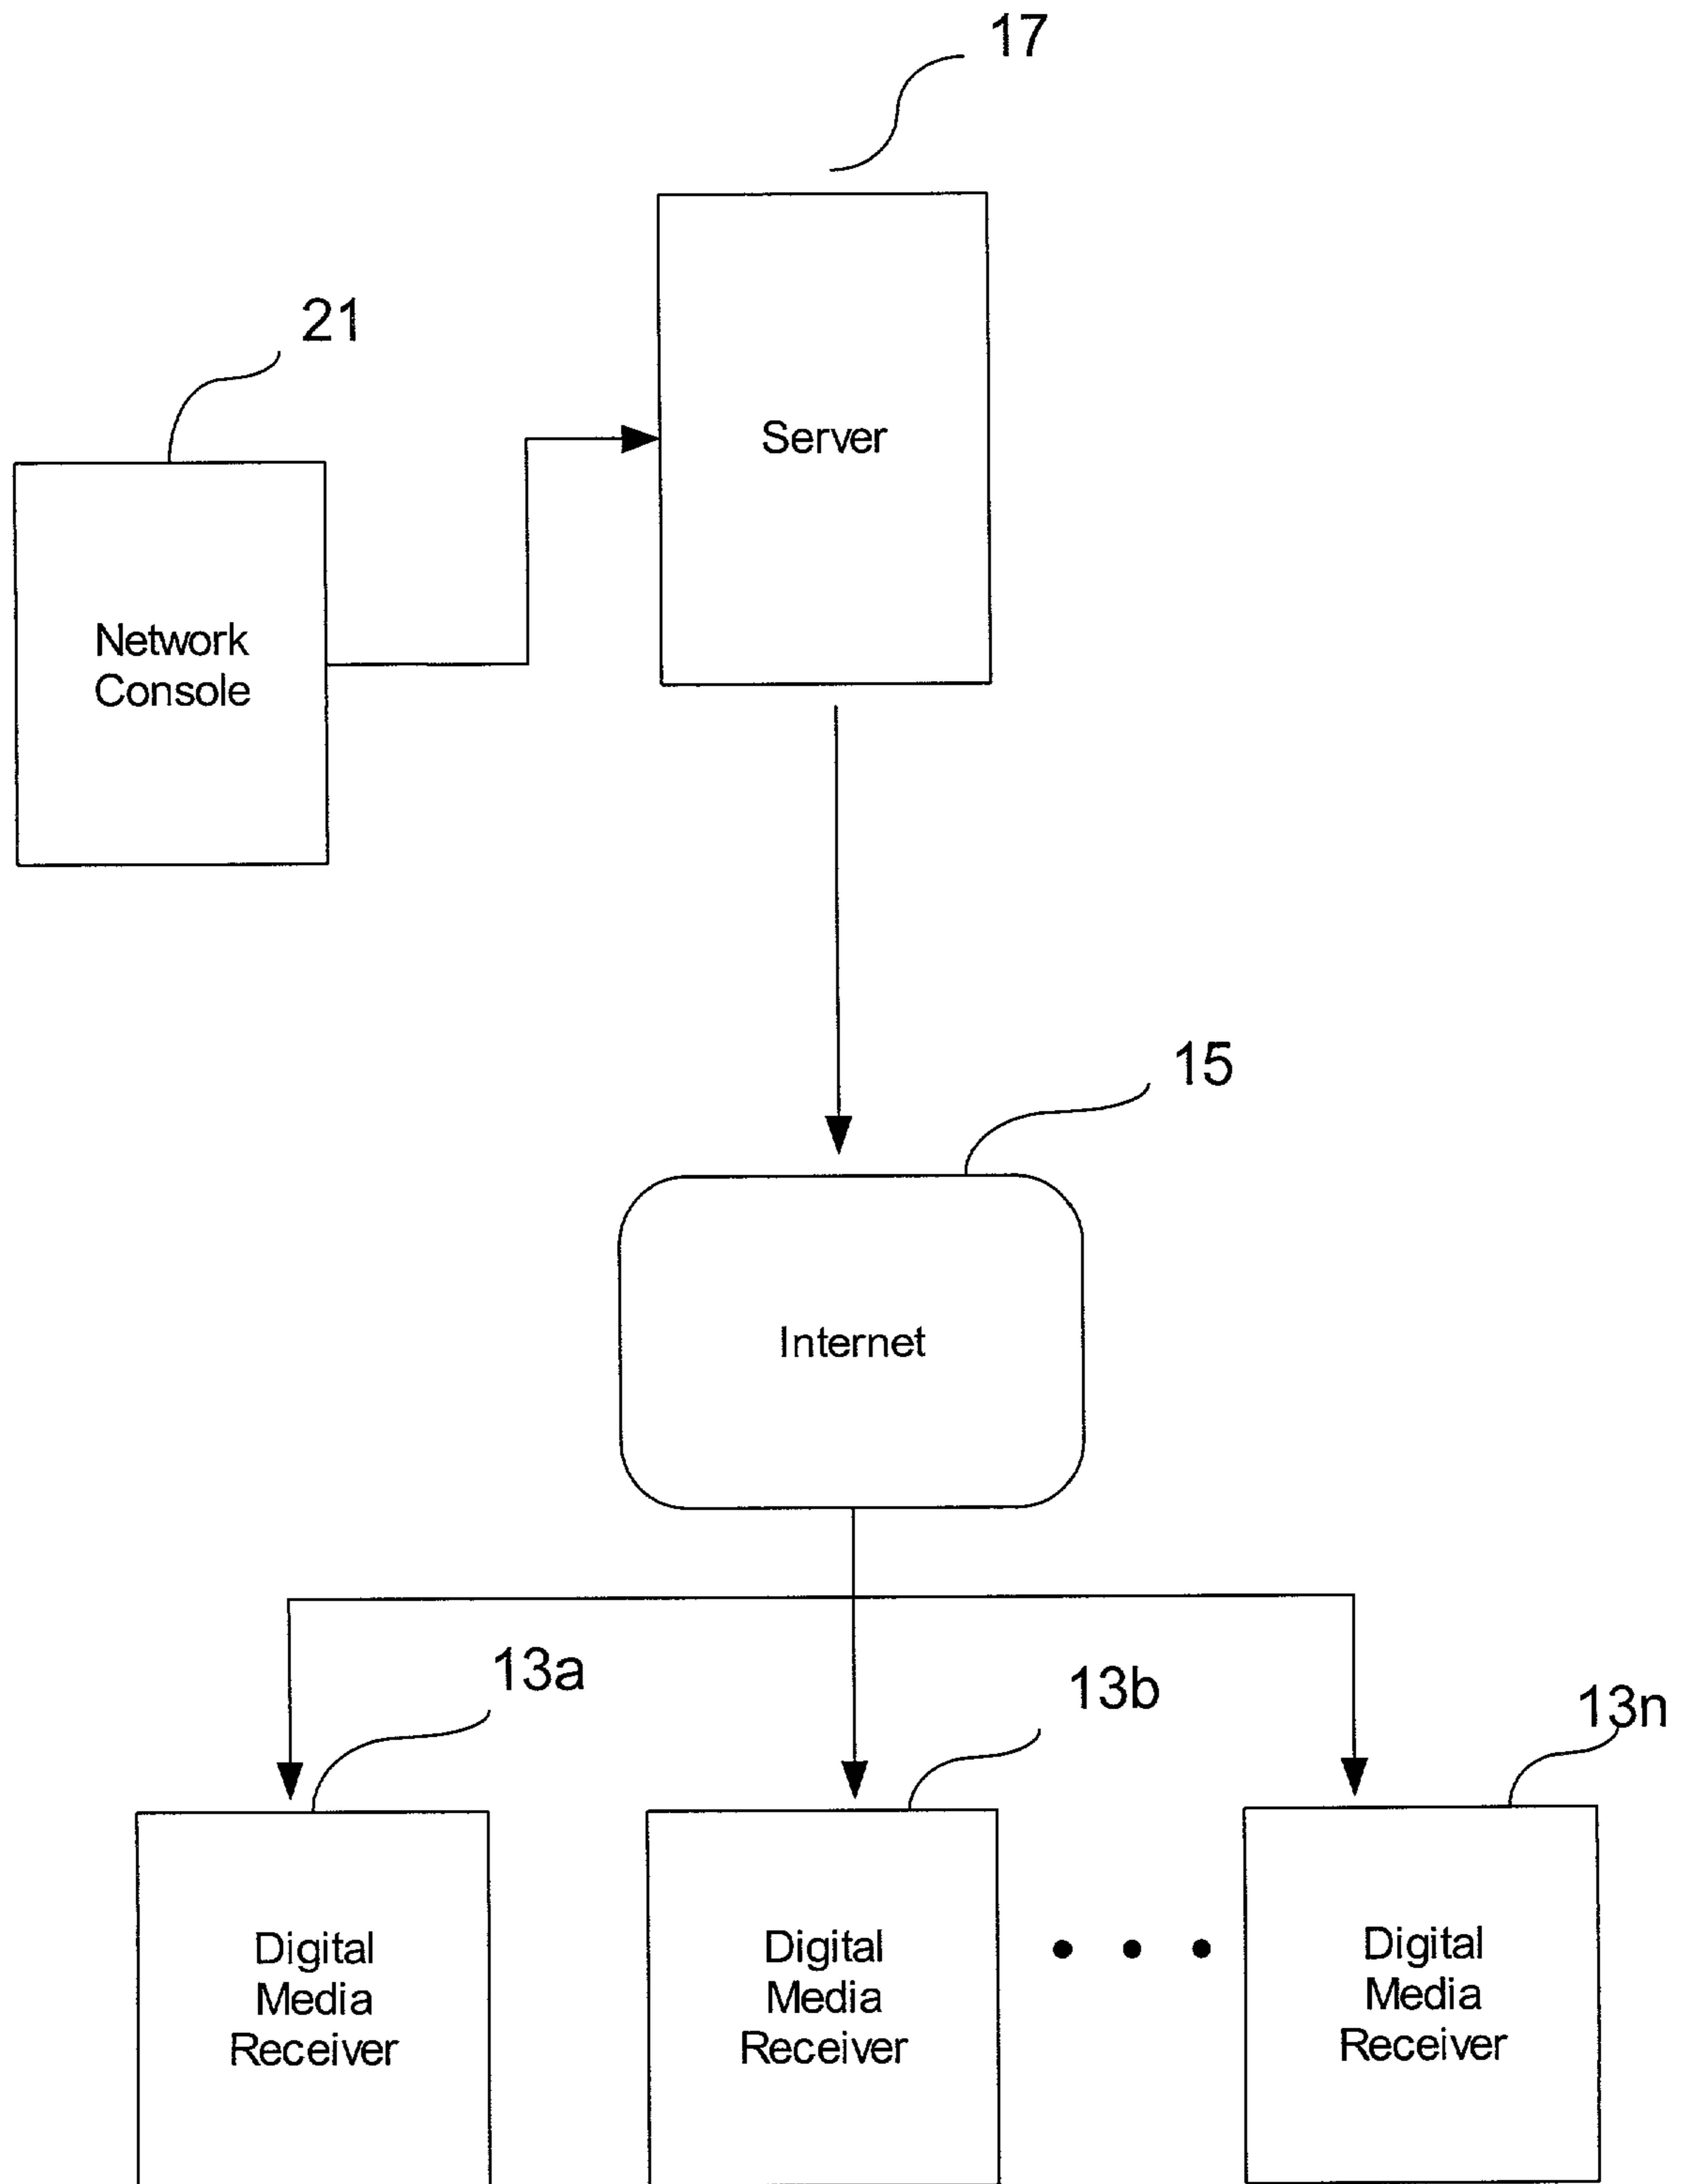 17
21
Server
Network
Console
15
Internet
13a
13b
13n
Digital
Media
Receiver
Digital
Media
Receiver
Digital
Media
Receiver